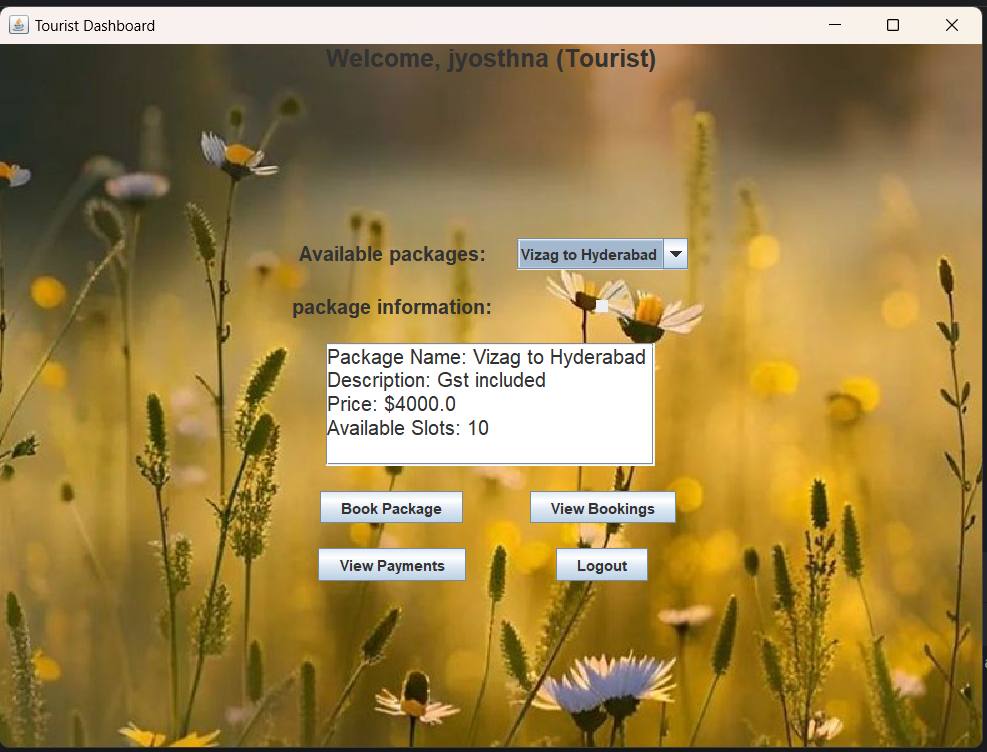 Tourist Dashboard
Welcome, jyosthna (Tourist)
Available packages: Vizag to Hyderabad
package information:
Package Name: Vizag to Hyderabad
Description: Gst included
Price: $4000.0
Available Slots: 10
Book Package View Bookings
View Payments Logout